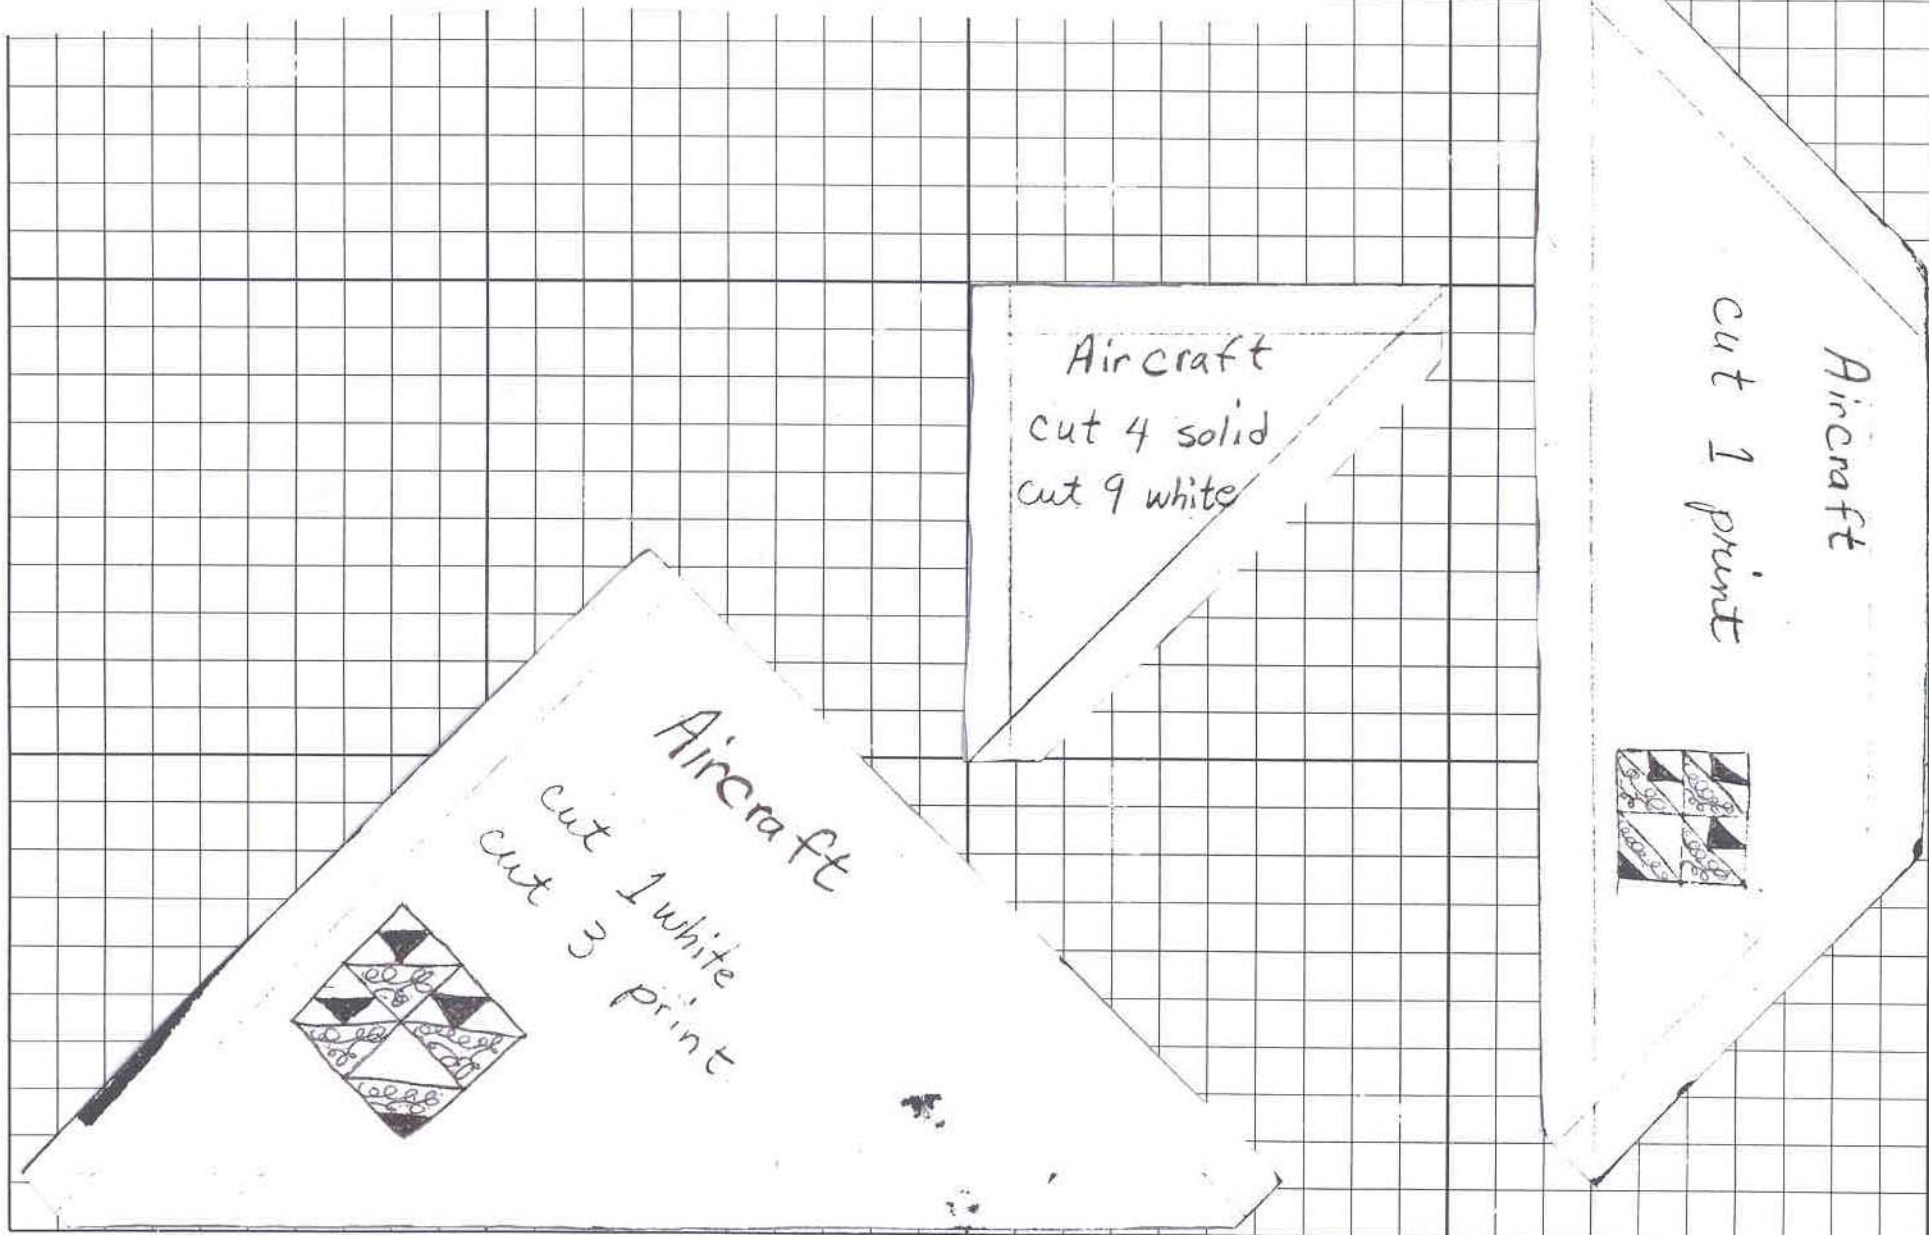 Aircraft
cut 4 solid
cut 9 white
Aircraft
cut 1 print
Aircraft
cut 1 white
cut 3 print